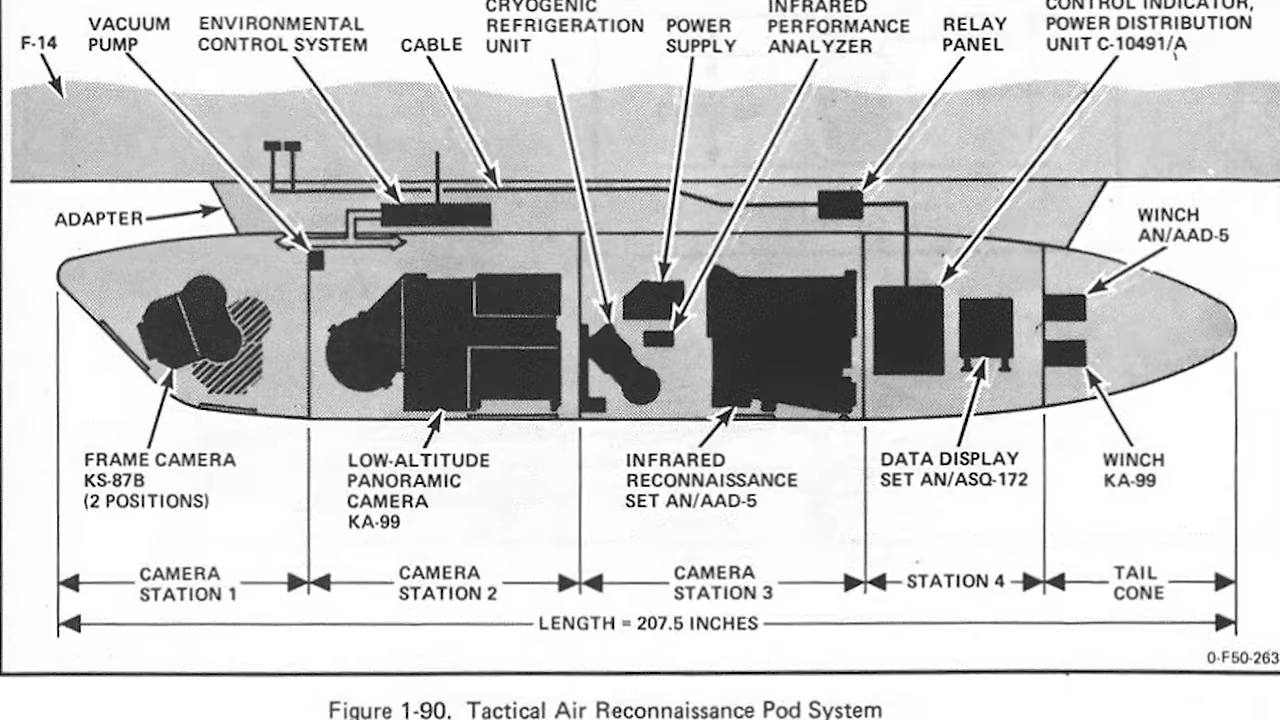 F-14
VACUUM
PUMP
ENVIRONMENTAL
CONTROL SYSTEM
CABLE
CRYOGENIC
REFRIGERATION
UNIT
POWER
SUPPLY
INFRARED
PERFORMANCE
ANALYZER
RELAY
PANEL
CONTROL INDICATOR,
POWER DISTRIBUTION
UNIT C-10491/A
ADAPTER
WINCH
AN/AAD-5
FRAME CAMERA
KS-87B
(2 POSITIONS)
LOW-ALTITUDE
PANORAMIC
CAMERA
KA-99
INFRARED
RECONNAISSANCE
SET AN/AAD-5
DATA DISPLAY
SET AN/ASQ-172
WINCH
KA-99
CAMERA
STATION 1
CAMERA
STATION 2
CAMERA
STATION 3
STATION 4
TAIL
CONE
LENGTH = 207.5 INCHES
0-F50-263
Figure 1-90. Tactical Air Reconnaissance Pod System